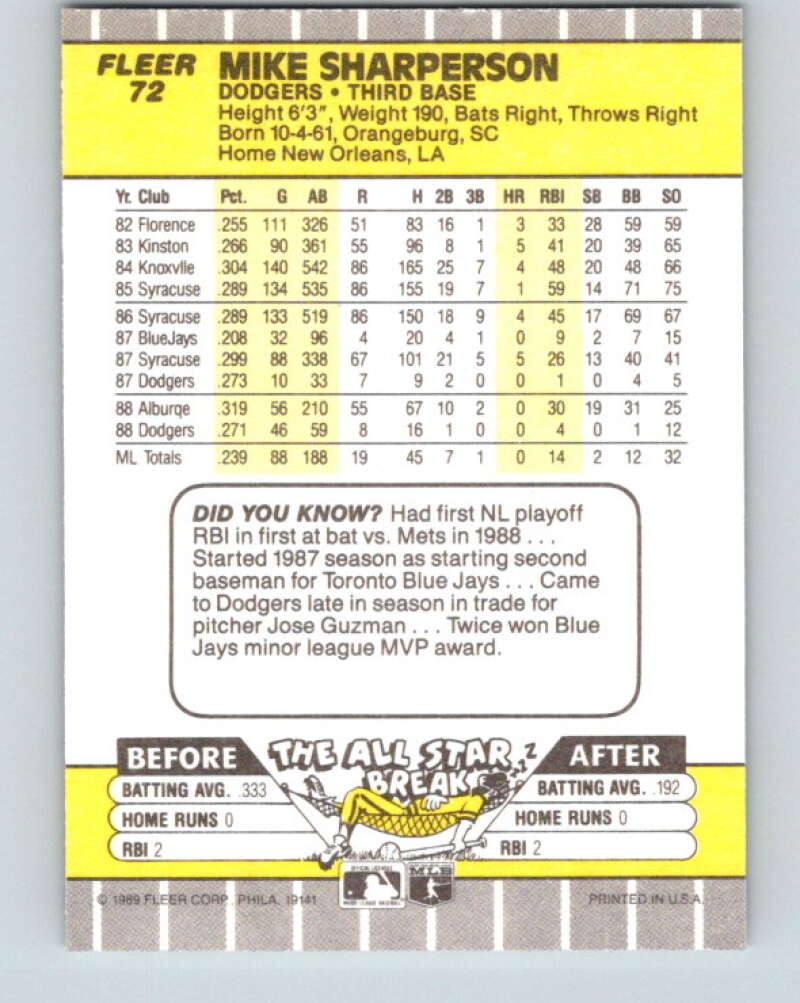 FLEER
72
MIKE SHARPERSON
DODGERS • THIRD BASE
Height 6'3", Weight 190, Bats Right, Throws Right
Born 10-4-61, Orangeburg, SC
Home New Orleans, LA
Yr. Club Pct. G AB R H 2B 3B HR RBI SB BB SO
82 Florence .255 111 326 51 83 16 1 3 33 28 59 59
83 Kinston .266 90 361 55 96 8 1 5 41 20 39 65
84 Knoxvlle .304 140 542 86 165 25 7 4 48 20 48 66
85 Syracuse .289 134 535 86 155 19 7 1 59 14 71 75
86 Syracuse .289 133 519 86 150 18 9 4 45 17 69 67
87 BlueJays .208 32 96 4 20 4 1 0 9 2 7 15
87 Syracuse .299 88 338 67 101 21 5 5 26 13 40 41
87 Dodgers .273 10 33 7 9 2 0 0 1 0 4 5
88 Alburqe .319 56 210 55 67 10 2 0 30 19 31 25
88 Dodgers .271 46 59 8 16 1 0 0 4 0 1 12
ML Totals .239 88 188 19 45 7 1 0 14 2 12 32
DID YOU KNOW? Had first NL playoff
RBI in first at bat vs. Mets in 1988 . . .
Started 1987 season as starting second
baseman for Toronto Blue Jays . . . Came
to Dodgers late in season in trade for
pitcher Jose Guzman . . . Twice won Blue
Jays minor league MVP award.
BEFORE THE ALL STAR BREAK AFTER
BATTING AVG. .333 BATTING AVG. .192
HOME RUNS 0 HOME RUNS 0
RBI 2 RBI 2
MLB
© 1989 FLEER CORP. PHILA. 19141 PRINTED IN U.S.A.